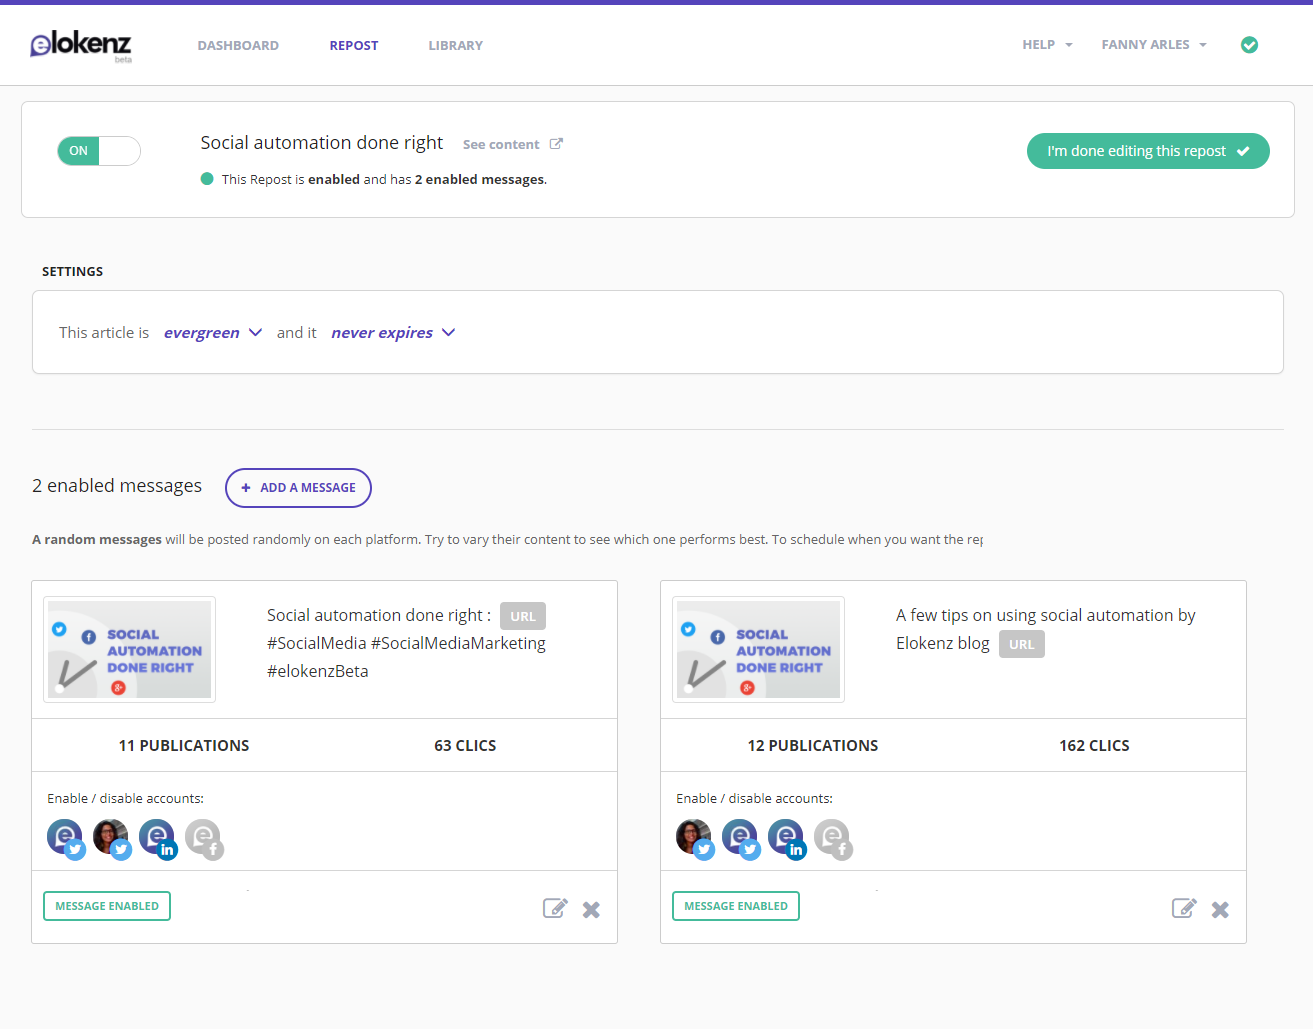 elokenz
beta
DASHBOARD
REPOST
LIBRARY
HELP
FANNY ARLES
ON
Social automation done right
See content
I'm done editing this repost
This Repost is enabled and has 2 enabled messages.
SETTINGS
This article is evergreen and it never expires
2 enabled messages
+ ADD A MESSAGE
A random messages will be posted randomly on each platform. Try to vary their content to see which one performs best. To schedule when you want the
SOCIAL
AUTOMATION
DONE RIGHT
Social automation done right : URL
#SocialMedia #SocialMediaMarketing
#elokenzBeta
11 PUBLICATIONS
63 CLICS
Enable / disable accounts:
MESSAGE ENABLED
SOCIAL
AUTOMATION
DONE RIGHT
A few tips on using social automation by
Elokenz blog URL
12 PUBLICATIONS
162 CLICS
Enable / disable accounts:
MESSAGE ENABLED